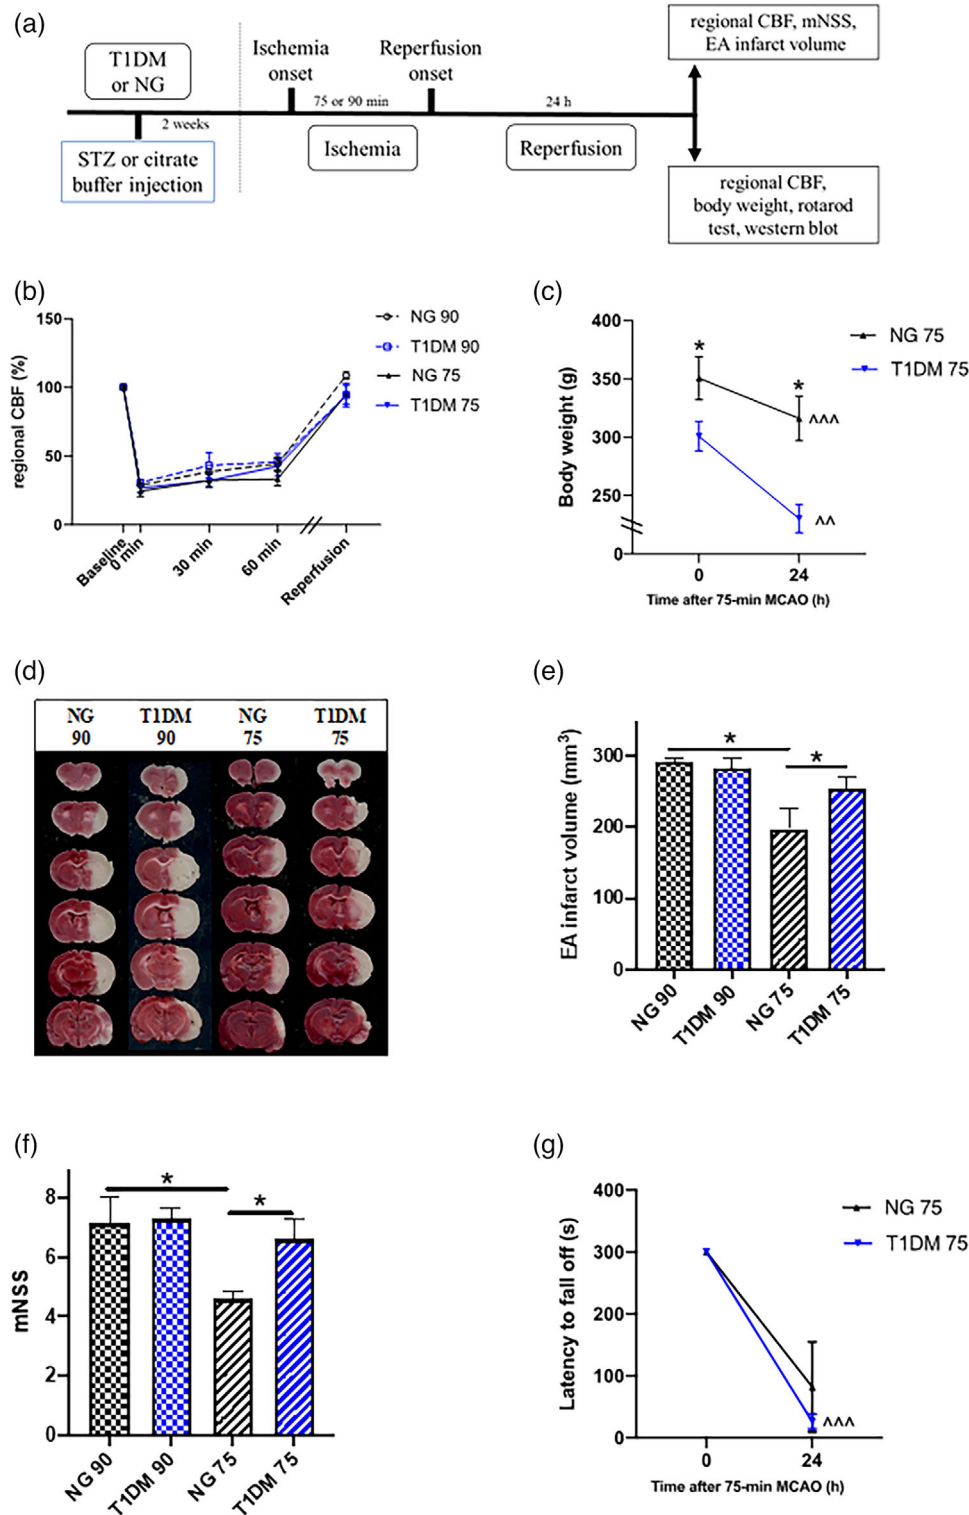 (a)
T1DM
or NG
2 weeks
STZ or citrate
buffer injection
Ischemia
onset
75 or 90 min
Ischemia
Reperfusion
onset
24 h
Reperfusion
regional CBF, mNSS,
EA infarct volume
regional CBF,
body weight, rotarod
test, western blot
(b)
regional CBF (%)
150
100
50
0
Baseline
0 min
30 min
60 min
Reperfusion
NG 90
T1DM 90
NG 75
T1DM 75
(c)
Body weight (g)
400
350
300
250
0
*
*
^^^
^^
0
24
Time after 75-min MCAO (h)
NG 75
T1DM 75
(d)
NG
90
T1DM
90
NG
75
T1DM
75
(e)
EA infarct volume (mm³)
300
200
100
0
*
*
NG 90
T1DM 90
NG 75
T1DM 75
(f)
mNSS
8
6
4
2
0
*
*
NG 90
T1DM 90
NG 75
T1DM 75
(g)
Latency to fall off (s)
400
300
200
100
0
^^^
0
24
Time after 75-min MCAO (h)
NG 75
T1DM 75